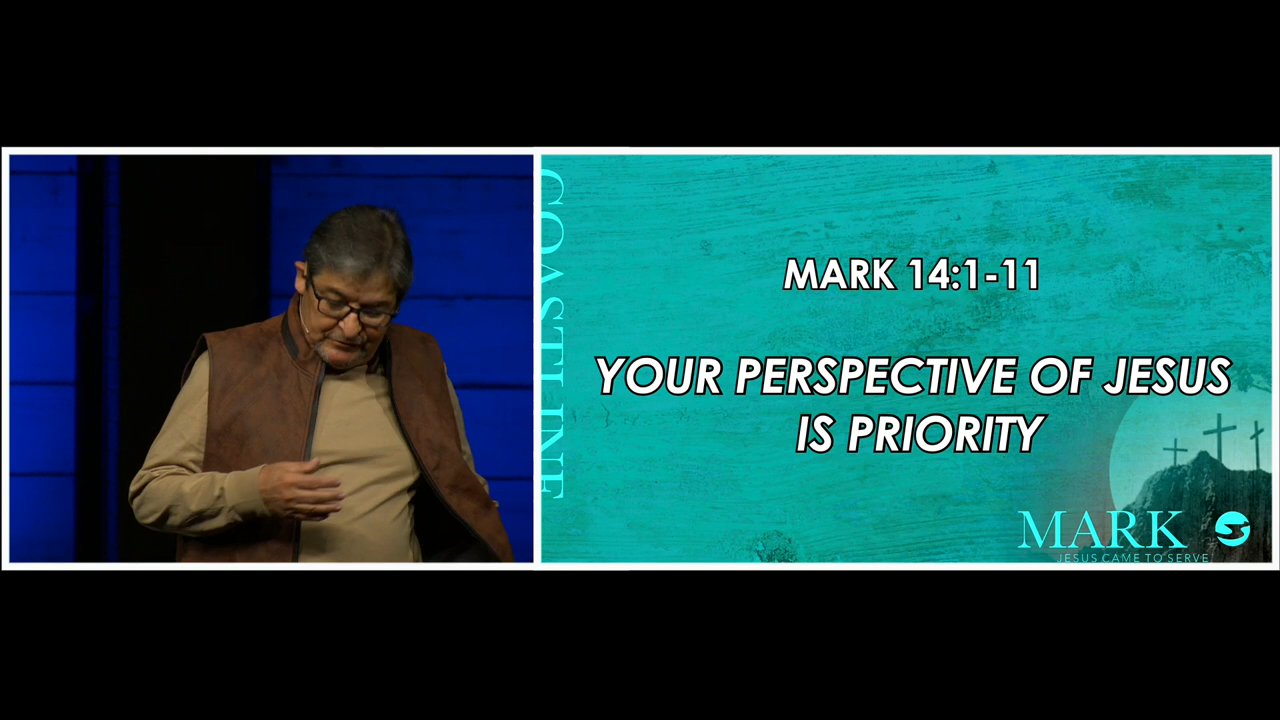 COASTLINE
MARK 14:1-11
YOUR PERSPECTIVE OF JESUS
IS PRIORITY
MARK
JESUS CAME TO SERVE